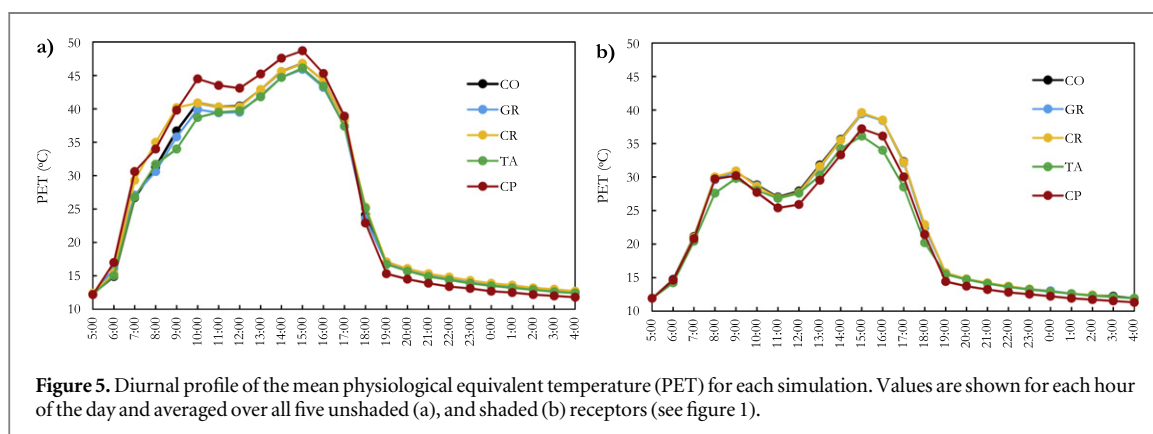 a)
50
45
40
35
30
25
20
15
10
PET (°C)
CO
GR
CR
TA
CP
5:00 6:00 7:00 8:00 9:00 10:00 11:00 12:00 13:00 14:00 15:00 16:00 17:00 18:00 19:00 20:00 21:00 22:00 23:00 0:00 1:00 2:00 3:00 4:00
b)
50
45
40
35
30
25
20
15
10
PET (°C)
CO
GR
CR
TA
CP
5:00 6:00 7:00 8:00 9:00 10:00 11:00 12:00 13:00 14:00 15:00 16:00 17:00 18:00 19:00 20:00 21:00 22:00 23:00 0:00 1:00 2:00 3:00 4:00
Figure 5. Diurnal profile of the mean physiological equivalent temperature (PET) for each simulation. Values are shown for each hour
of the day and averaged over all five unshaded (a), and shaded (b) receptors (see figure 1).